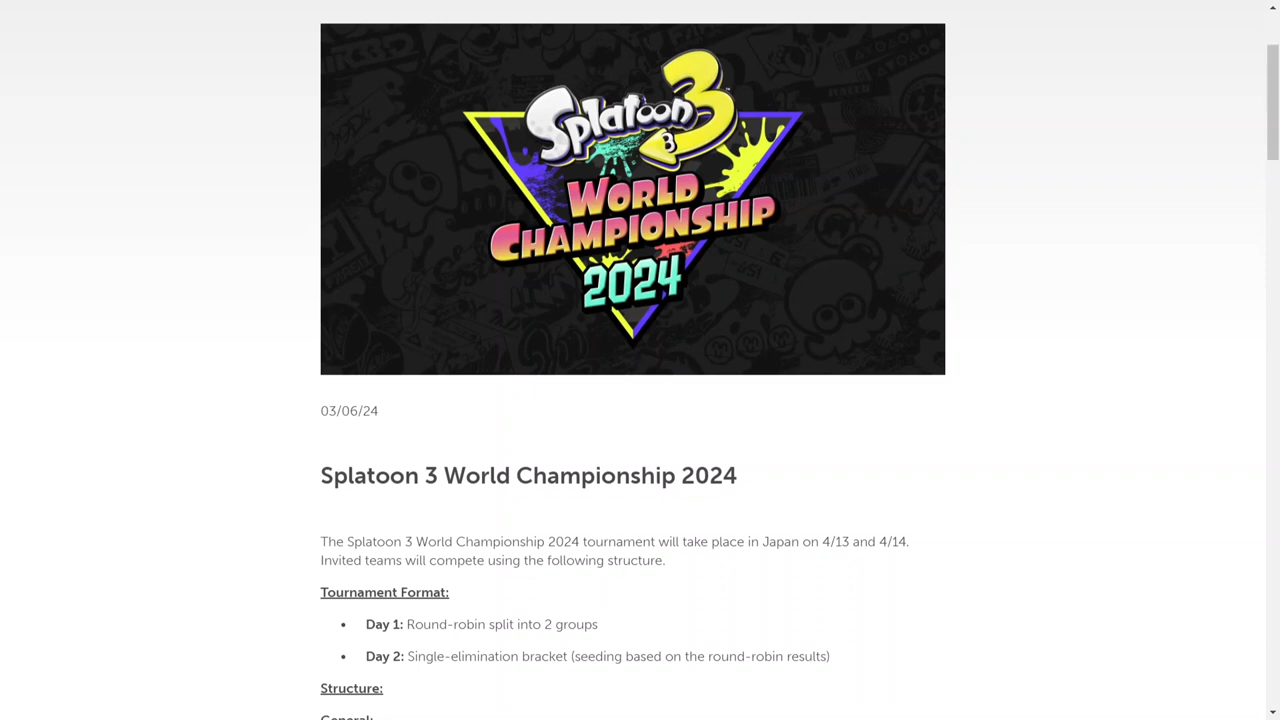 Splatoon 3
WORLD
CHAMPIONSHIP
2024
03/06/24
Splatoon 3 World Championship 2024
The Splatoon 3 World Championship 2024 tournament will take place in Japan on 4/13 and 4/14.
Invited teams will compete using the following structure.
Tournament Format:
• Day 1: Round-robin split into 2 groups
• Day 2: Single-elimination bracket (seeding based on the round-robin results)
Structure:
General: